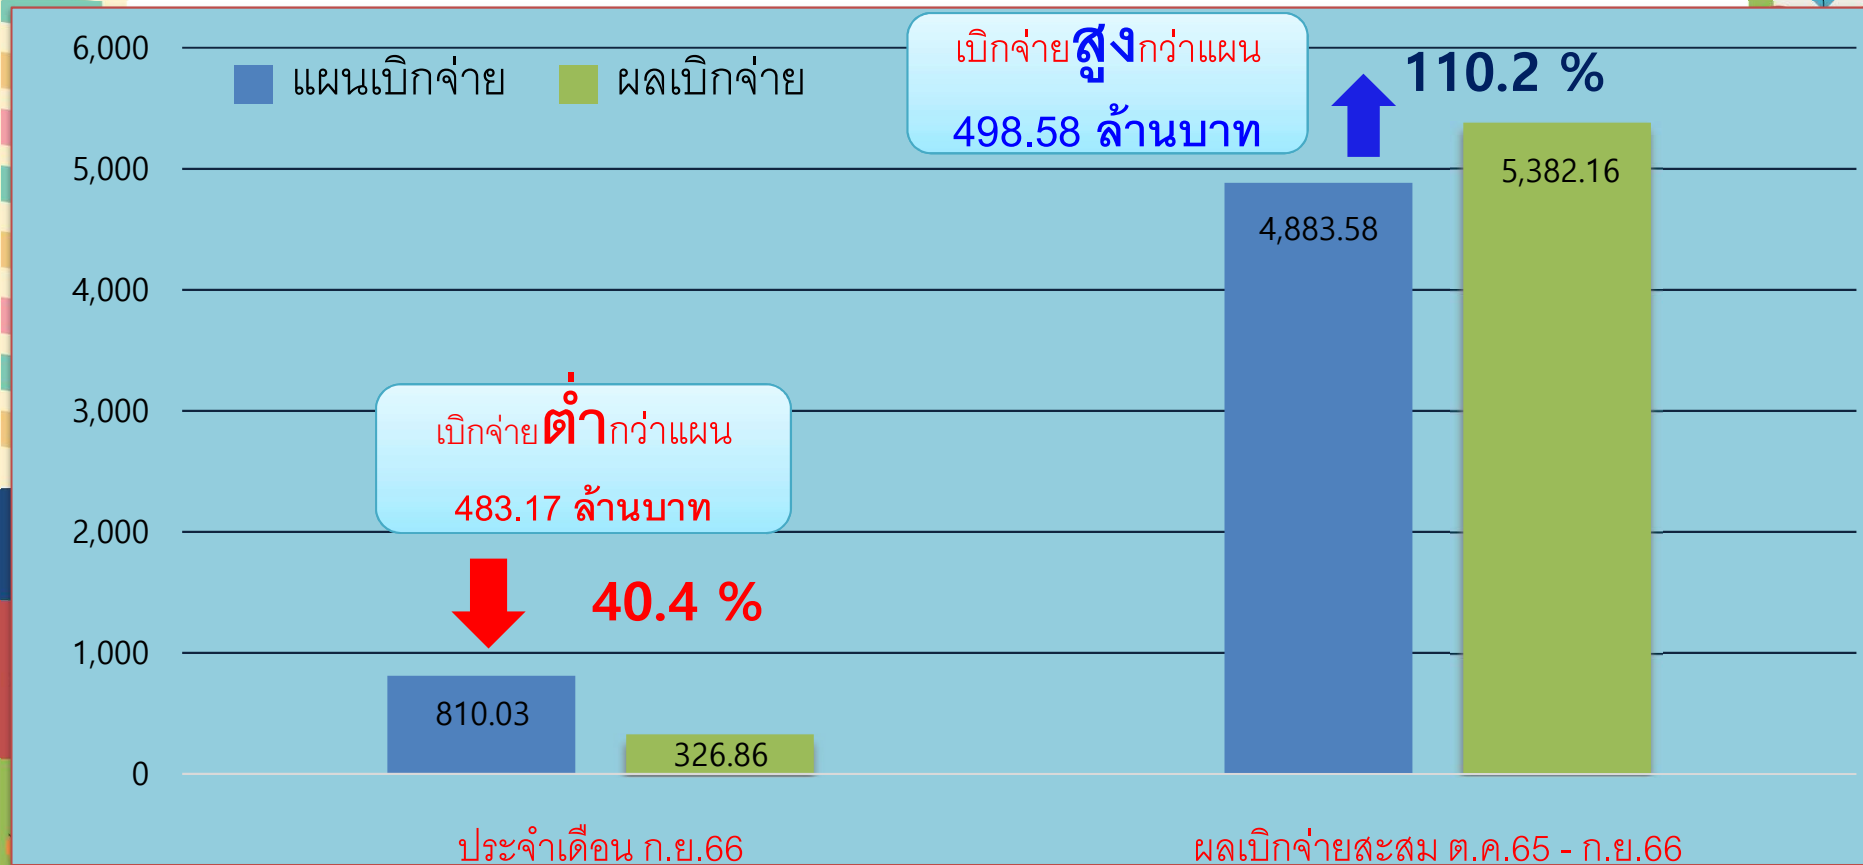 6,000
5,000
4,000
3,000
2,000
1,000
0
แผนเบิกจ่าย ผลเบิกจ่าย
เบิกจ่ายสูงกว่าแผน
498.58 ล้านบาท
110.2 %
5,382.16
4,883.58
เบิกจ่ายต่ำกว่าแผน
483.17 ล้านบาท
40.4 %
810.03
326.86
ประจำเดือน ก.ย.66
ผลเบิกจ่ายสะสม ต.ค.65 - ก.ย.66